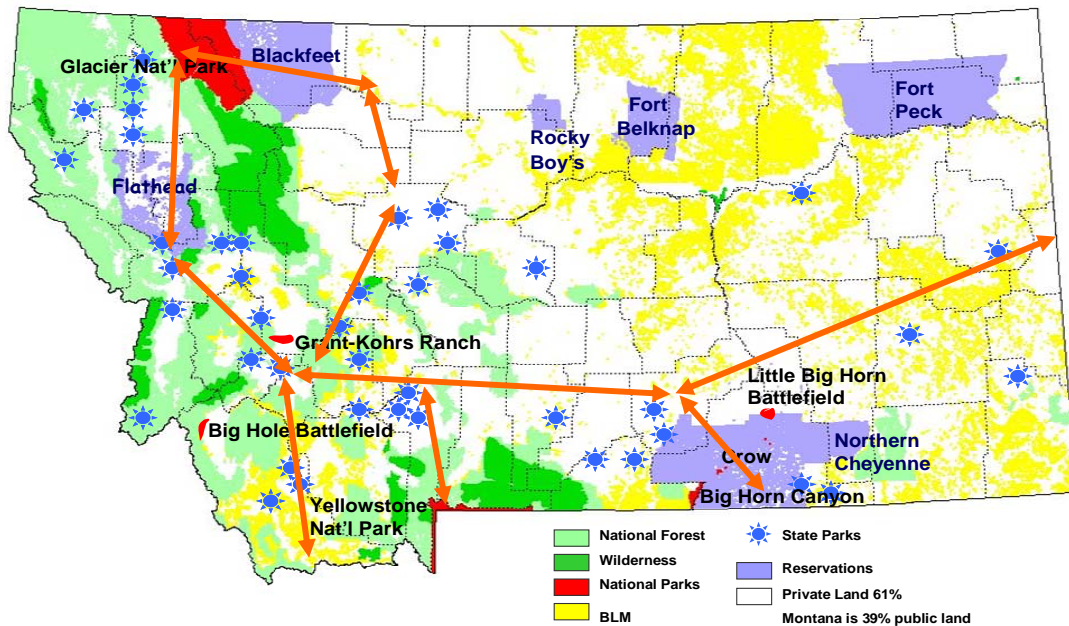 Blackfeet
Glacier Nat'' Park
Fort
Peck
Fort
Belknap
Rocky
Boy's
Flathead
Grant-Kohrs Ranch
Little Big Horn
Battlefield
Big Hole Battlefield
Northern
Cheyenne
Crow
Big Horn Canyon
Yellowstone
Nat'l Park
National Forest
Wilderness
National Parks
BLM
State Parks
Reservations
Private Land 61%
Montana is 39% public land